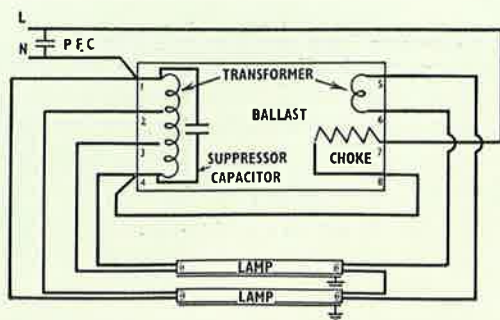 L
P F C
N
TRANSFORMER
BALLAST
1
2
3
4
SUPPRESSOR
CAPACITOR
5
6
7
8
CHOKE
LAMP
LAMP